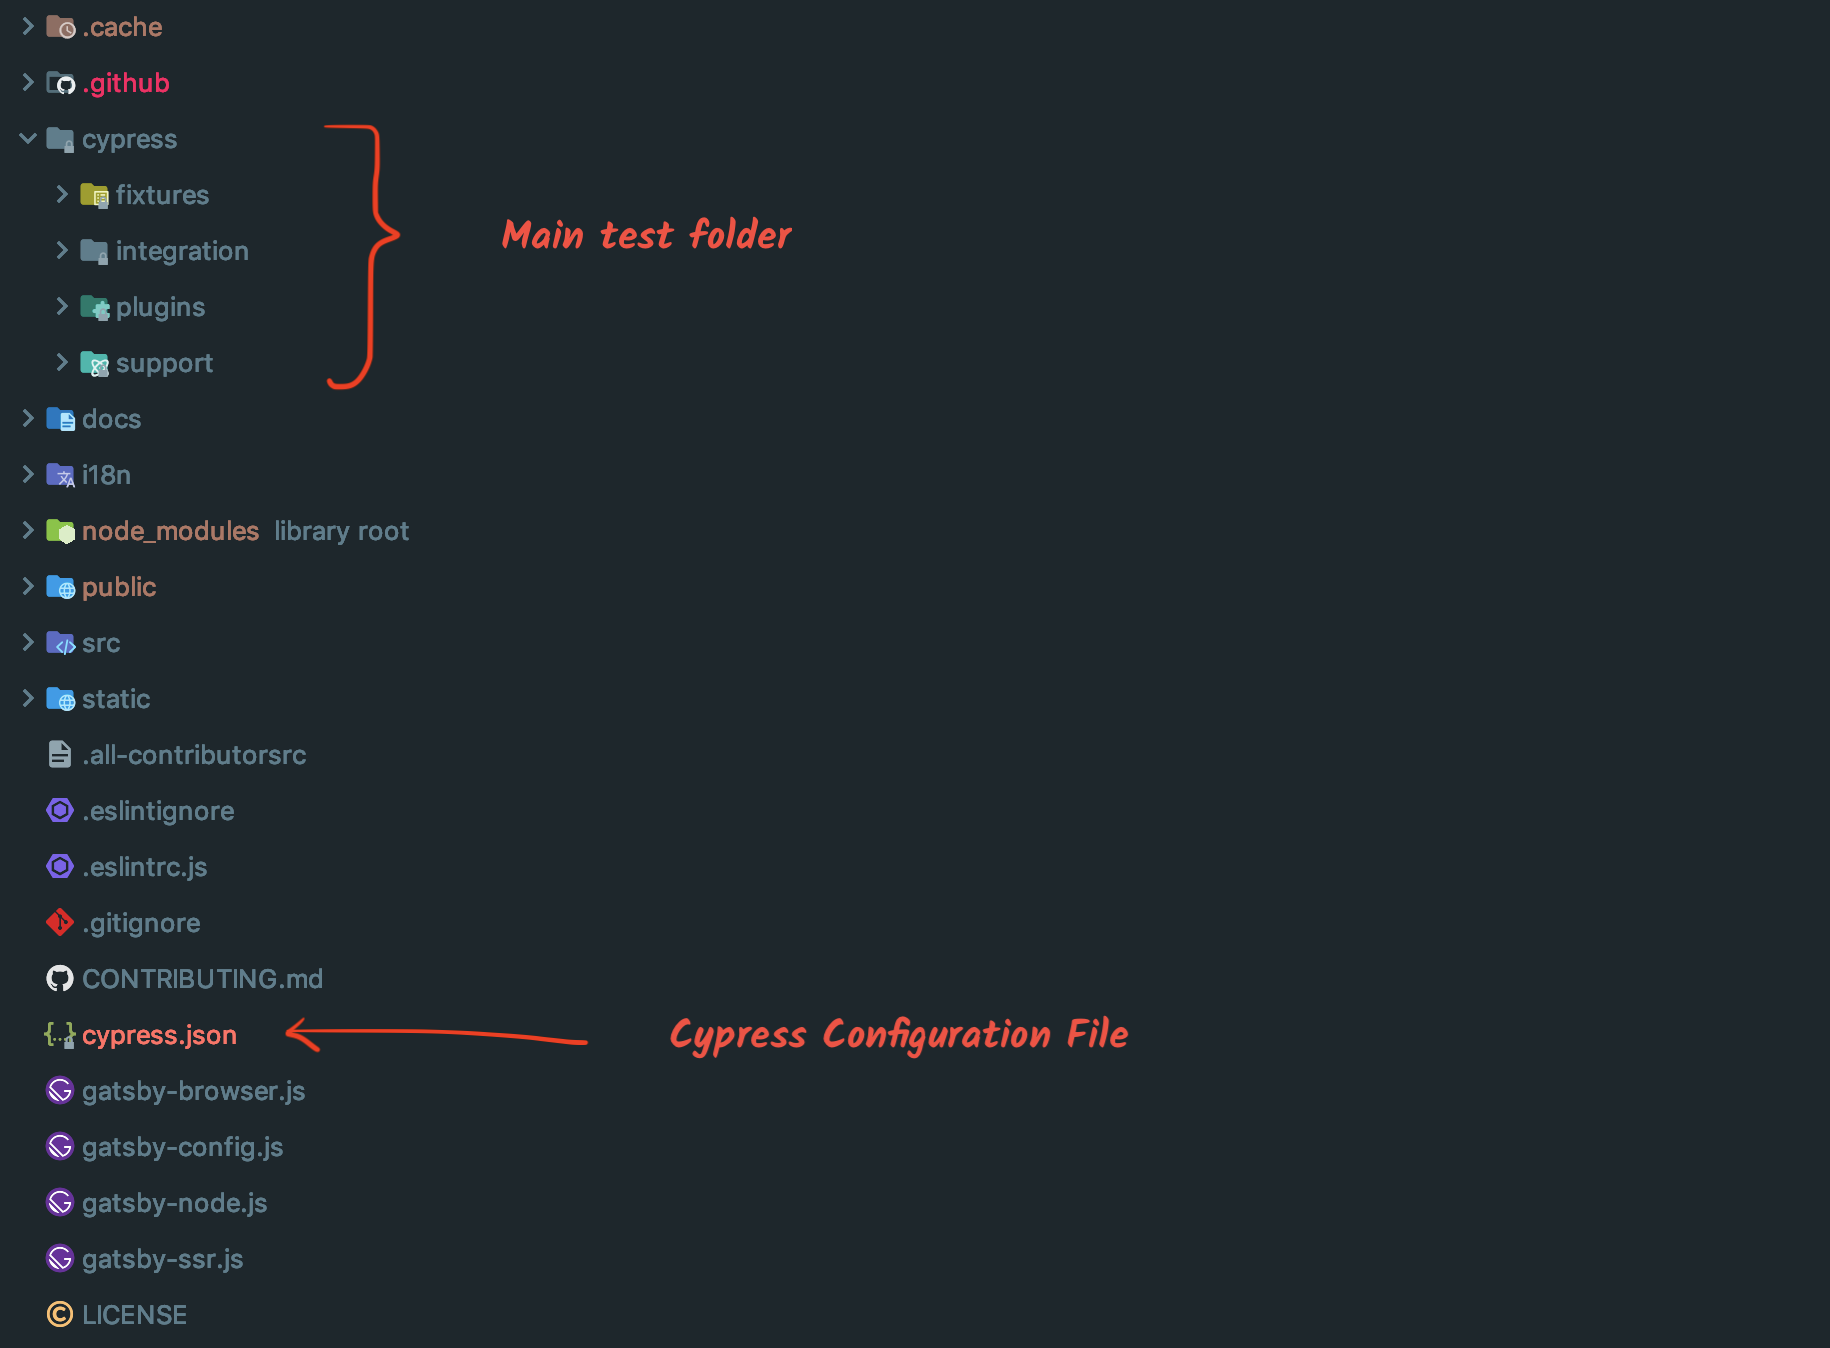 .cache
.github
cypress
fixtures
Main test folder
integration
plugins
support
docs
i18n
node_modules library root
public
src
static
.all-contributorsrc
.eslintignore
.eslintrc.js
.gitignore
CONTRIBUTING.md
cypress.json
Cypress Configuration File
gatsby-browser.js
gatsby-config.js
gatsby-node.js
gatsby-ssr.js
LICENSE